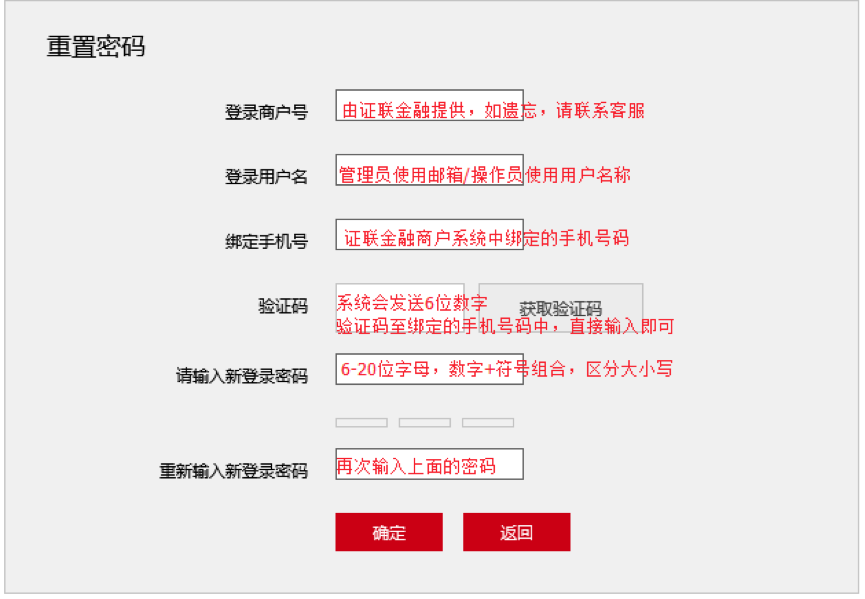 重置密码
登录商户号
由证联金融提供，如遗忘，请联系客服
登录用户名
管理员使用邮箱/操作员使用用户名称
绑定手机号
证联金融商户系统中绑定的手机号码
验证码
系统会发送6位数字
获取验证码
验证码至绑定的手机号码中，直接输入即可
请输入新登录密码
6-20位字母，数字+符号组合，区分大小写
重新输入新登录密码
再次输入上面的密码
确定
返回